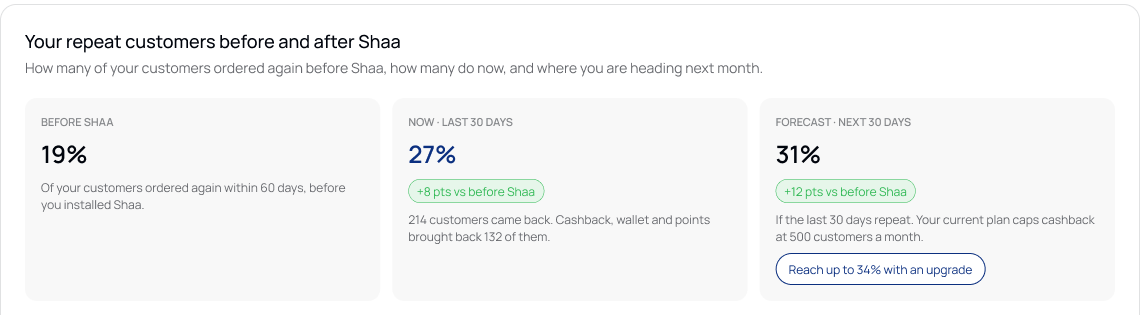 Your repeat customers before and after Shaa
How many of your customers ordered again before Shaa, how many do now, and where you are heading next month.
BEFORE SHAA
19%
Of your customers ordered again within 60 days, before
you installed Shaa.
NOW · LAST 30 DAYS
27%
+8 pts vs before Shaa
214 customers came back. Cashback, wallet and points
brought back 132 of them.
FORECAST · NEXT 30 DAYS
31%
+12 pts vs before Shaa
If the last 30 days repeat. Your current plan caps cashback
at 500 customers a month.
Reach up to 34% with an upgrade